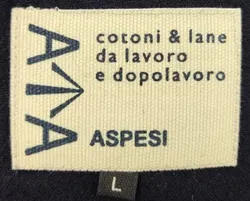 cotoni & lane
da lavoro
e dopolavoro
ASPESI
L